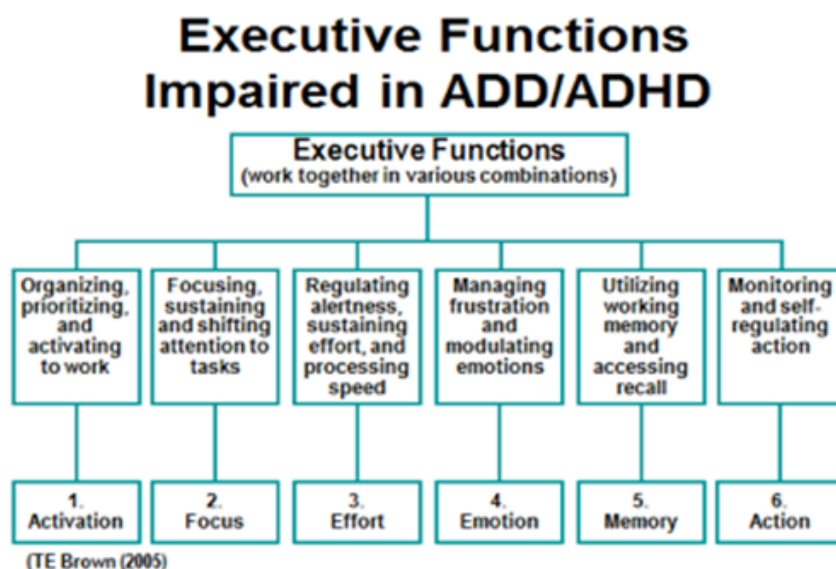 Executive Functions
Impaired in ADD/ADHD
Executive Functions
(work together in various combinations)
Organizing,
prioritizing,
and
activating
to work
Focusing,
sustaining
and shifting
attention to
tasks
Regulating
alertness,
sustaining
effort, and
processing
speed
Managing
frustration
and
modulating
emotions
Utilizing
working
memory
and
accessing
recall
Monitoring
and self-
regulating
action
1.
Activation
2.
Focus
3.
Effort
4.
Emotion
5.
Memory
6.
Action
(TE Brown (2005)